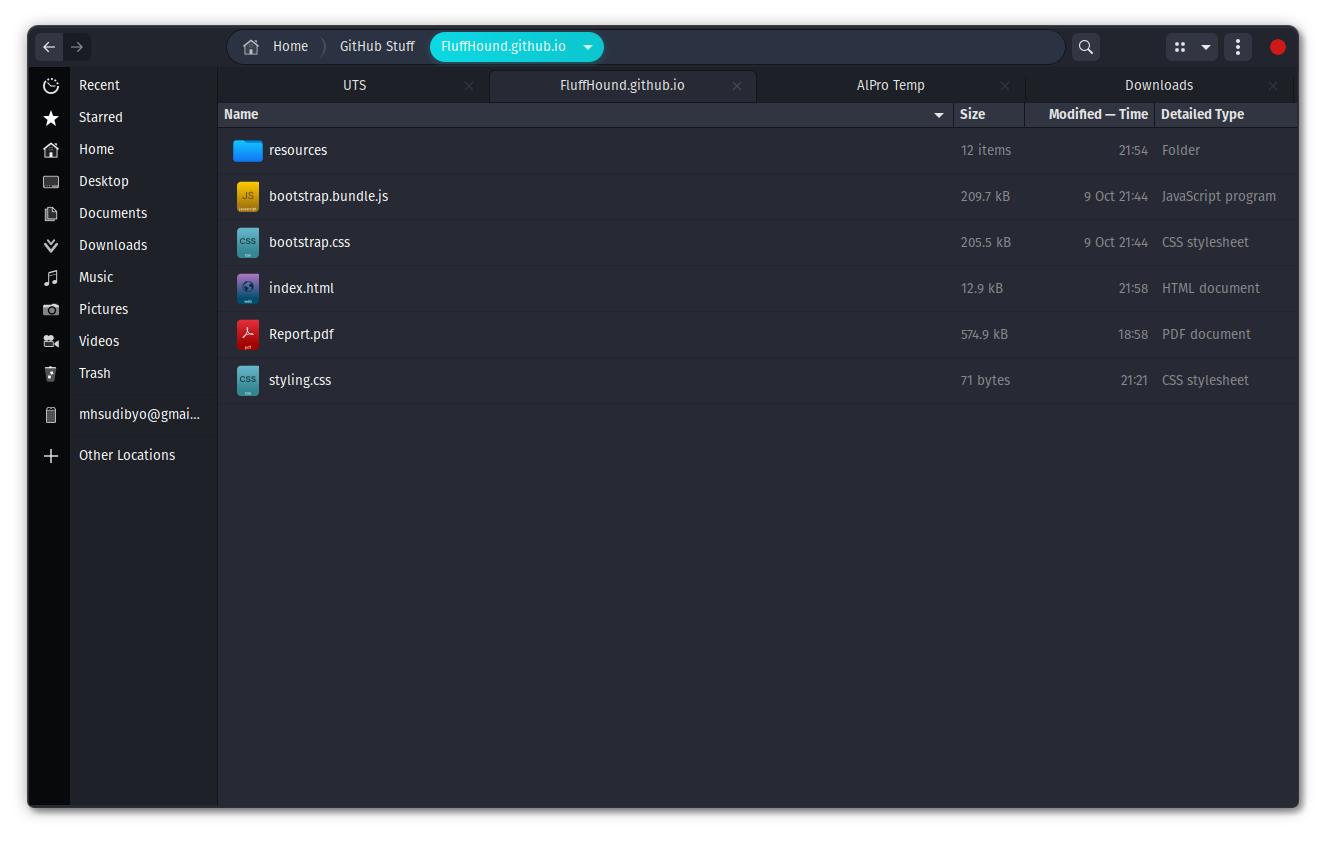 Home GitHub Stuff FluffHound.github.io
UTS FluffHound.github.io AlPro Temp Downloads
Name Size Modified — Time Detailed Type
Recent
Starred
Home
Desktop
Documents
Downloads
Music
Pictures
Videos
Trash
mhsudibyo@gmai...
Other Locations
resources 12 items 21:54 Folder
JS bootstrap.bundle.js 209.7 kB 9 Oct 21:44 JavaScript program
CSS bootstrap.css 205.5 kB 9 Oct 21:44 CSS stylesheet
index.html 12.9 kB 21:58 HTML document
Report.pdf 574.9 kB 18:58 PDF document
CSS styling.css 71 bytes 21:21 CSS stylesheet